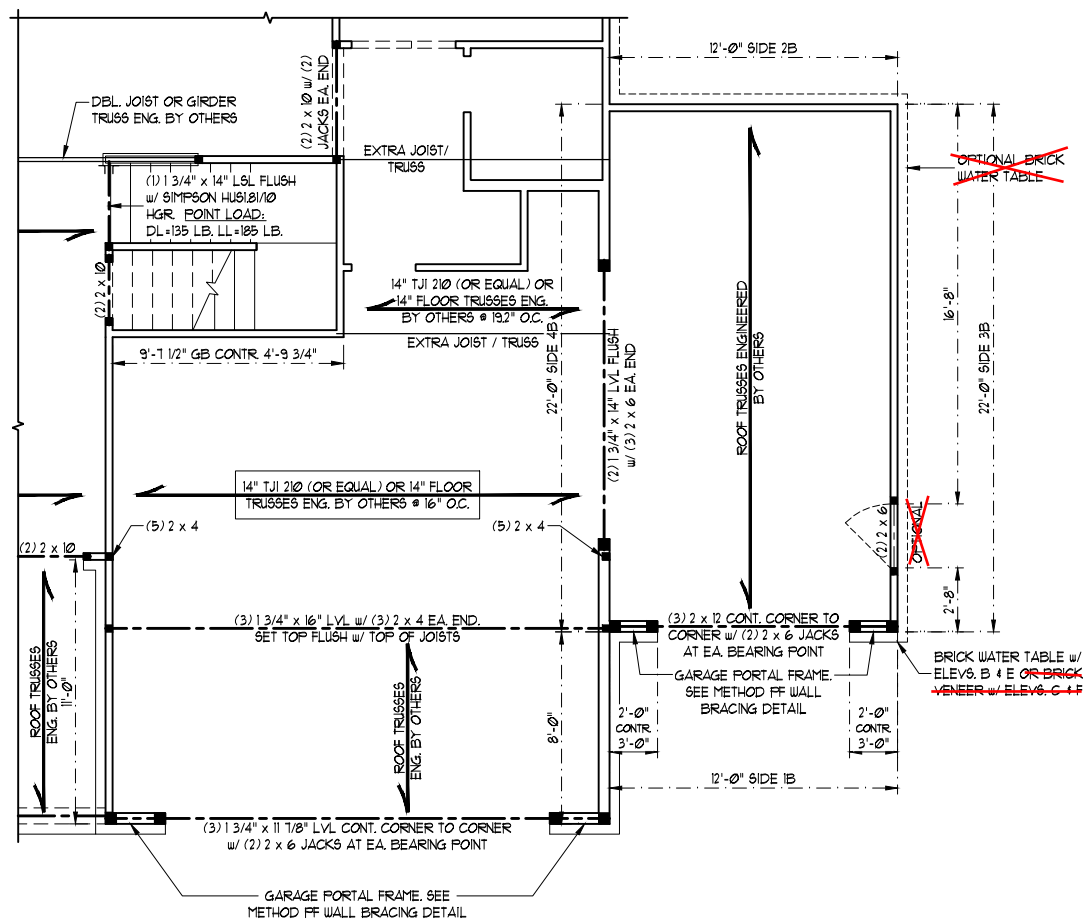 12'-0" SIDE 2B
(2) 2 x 10 w/ (2)
JACKS EA. END
DBL. JOIST OR GIRDER
TRUSS ENG. BY OTHERS
EXTRA JOIST/
TRUSS
OPTIONAL BRICK
WATER TABLE
(1) 1 3/4" x 14" LSL FLUSH
w/ SIMPSON HUS1.81/10
HGR. POINT LOAD:
DL=135 LB. LL=185 LB.
(2) 2 x 10
14" TJI 210 (OR EQUAL) OR
14" FLOOR TRUSSES ENG.
BY OTHERS @ 19.2" O.C.
EXTRA JOIST / TRUSS
9'-7 1/2" GB CONTR. 4'-9 3/4"
22'-0" SIDE 4B
(2) 1 3/4" x 14" LVL FLUSH
w/ (3) 2 x 6 EA. END
ROOF TRUSSES ENGINEERED
BY OTHERS
16'-8"
22'-0" SIDE 3B
14" TJI 210 (OR EQUAL) OR 14" FLOOR
TRUSSES ENG. BY OTHERS @ 16" O.C.
(5) 2 x 4
(5) 2 x 4
(2) 2 x 6
OPTIONAL
(2) 2 x 10
2'-8"
(3) 1 3/4" x 16" LVL w/ (3) 2 x 4 EA. END.
SET TOP FLUSH w/ TOP OF JOISTS
(3) 2 x 12 CONT. CORNER TO
CORNER w/ (2) 2 x 6 JACKS
AT EA. BEARING POINT
BRICK WATER TABLE w/
ELEVS. B & E OR BRICK
VENEER w/ ELEVS. C & F
GARAGE PORTAL FRAME.
SEE METHOD PF WALL
BRACING DETAIL
ROOF TRUSSES
ENG. BY OTHERS
11'-0"
ROOF TRUSSES
ENG. BY OTHERS
8'-0"
2'-0"
CONTR.
3'-0"
2'-0"
CONTR.
3'-0"
12'-0" SIDE 1B
(3) 1 3/4" x 11 7/8" LVL CONT. CORNER TO CORNER
w/ (2) 2 x 6 JACKS AT EA. BEARING POINT
GARAGE PORTAL FRAME. SEE
METHOD PF WALL BRACING DETAIL